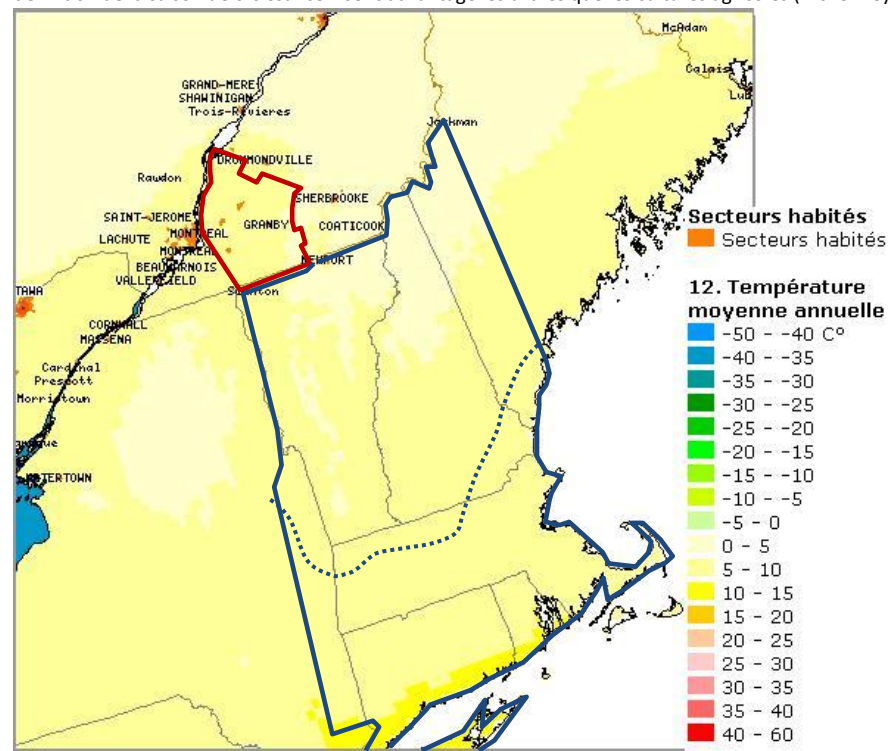 McAdam
Calais
Lub
GRAND-MERE
SHAWINIGAN
Trois-Rivieres
Jackman
DRUMMONDVILLE
Rawdon
SHERBROOKE
SAINT-JEROME
GRANBY
COATICOOK
MONTREAL
LACHUTE
MONTREAL
NEWPORT
BEAUHARNOIS
VALLEYFIELD
Swanton
TAWA
CORNWALL
MASSENA
Cardinal
Prescott
Morristown
WATERTOWN
Secteurs habités
Secteurs habités
12. Température
moyenne annuelle
-50 - -40 C°
-40 - -35
-35 - -30
-30 - -25
-25 - -20
-20 - -15
-15 - -10
-10 - -5
-5 - 0
0 - 5
5 - 10
10 - 15
15 - 20
20 - 25
25 - 30
30 - 35
35 - 40
40 - 60